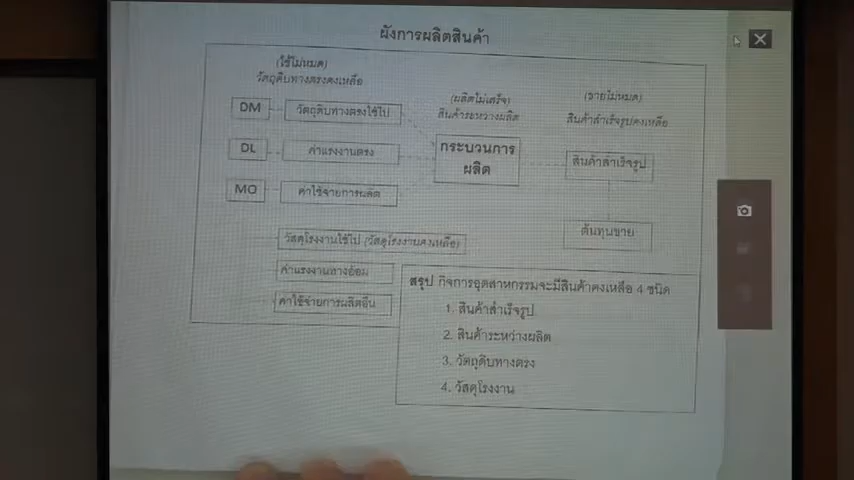 ผังการผลิตสินค้า
(ใช้ไม่หมด)
วัตถุดิบทางตรงคงเหลือ
(ผลิตไม่เสร็จ)
สินค้าระหว่างผลิต
(ขายไม่หมด)
สินค้าสำเร็จรูปคงเหลือ
DM
วัตถุดิบทางตรงใช้ไป
DL
ค่าแรงงานตรง
MO
ค่าใช้จ่ายการผลิต
กระบวนการ
ผลิต
สินค้าสำเร็จรูป
ต้นทุนขาย
วัสดุโรงงานใช้ไป (วัสดุโรงงานคงเหลือ)
ค่าแรงงานทางอ้อม
ค่าใช้จ่ายการผลิตอื่น
สรุป กิจการอุตสาหกรรมจะมีสินค้าคงเหลือ 4 ชนิด
1. สินค้าสำเร็จรูป
2. สินค้าระหว่างผลิต
3. วัตถุดิบทางตรง
4. วัสดุโรงงาน